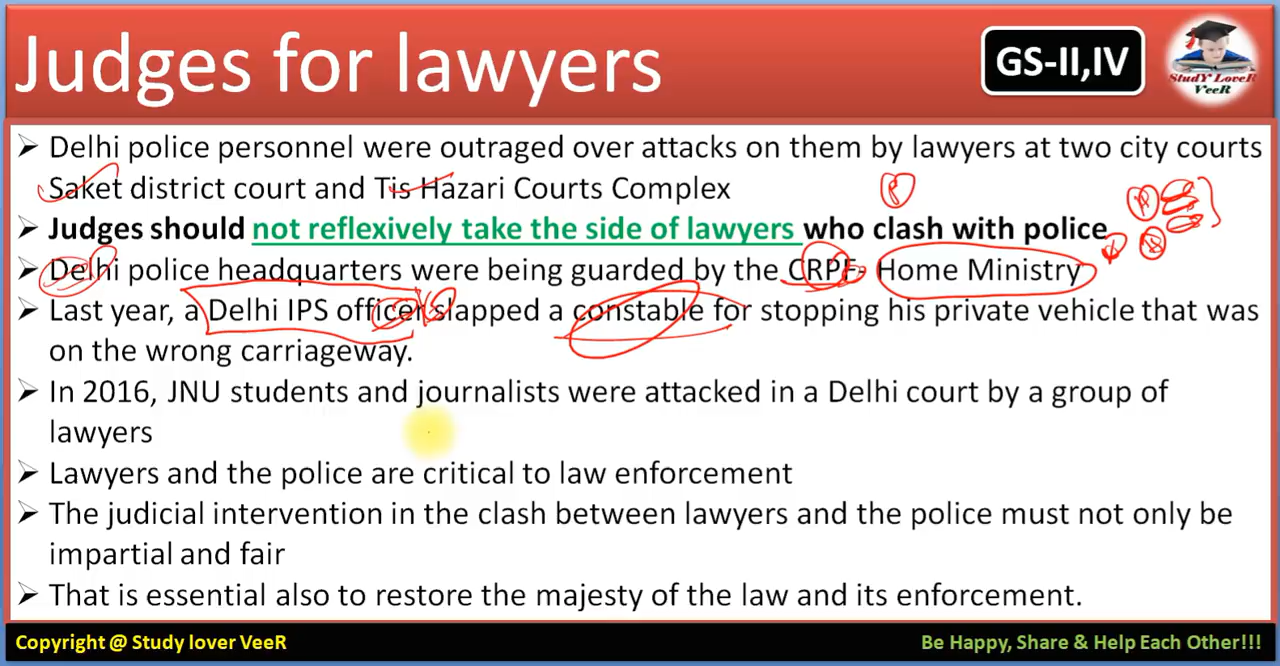 Judges for lawyers
GS-II,IV
StudY LoveR
VeeR
➢ Delhi police personnel were outraged over attacks on them by lawyers at two city courts
Saket district court and Tis Hazari Courts Complex
➢ Judges should not reflexively take the side of lawyers who clash with police
➢ Delhi police headquarters were being guarded by the CRPF- Home Ministry
➢ Last year, a Delhi IPS officer slapped a constable for stopping his private vehicle that was
on the wrong carriageway.
➢ In 2016, JNU students and journalists were attacked in a Delhi court by a group of
lawyers
➢ Lawyers and the police are critical to law enforcement
➢ The judicial intervention in the clash between lawyers and the police must not only be
impartial and fair
➢ That is essential also to restore the majesty of the law and its enforcement.
Copyright @ Study lover VeeR
Be Happy, Share & Help Each Other!!!